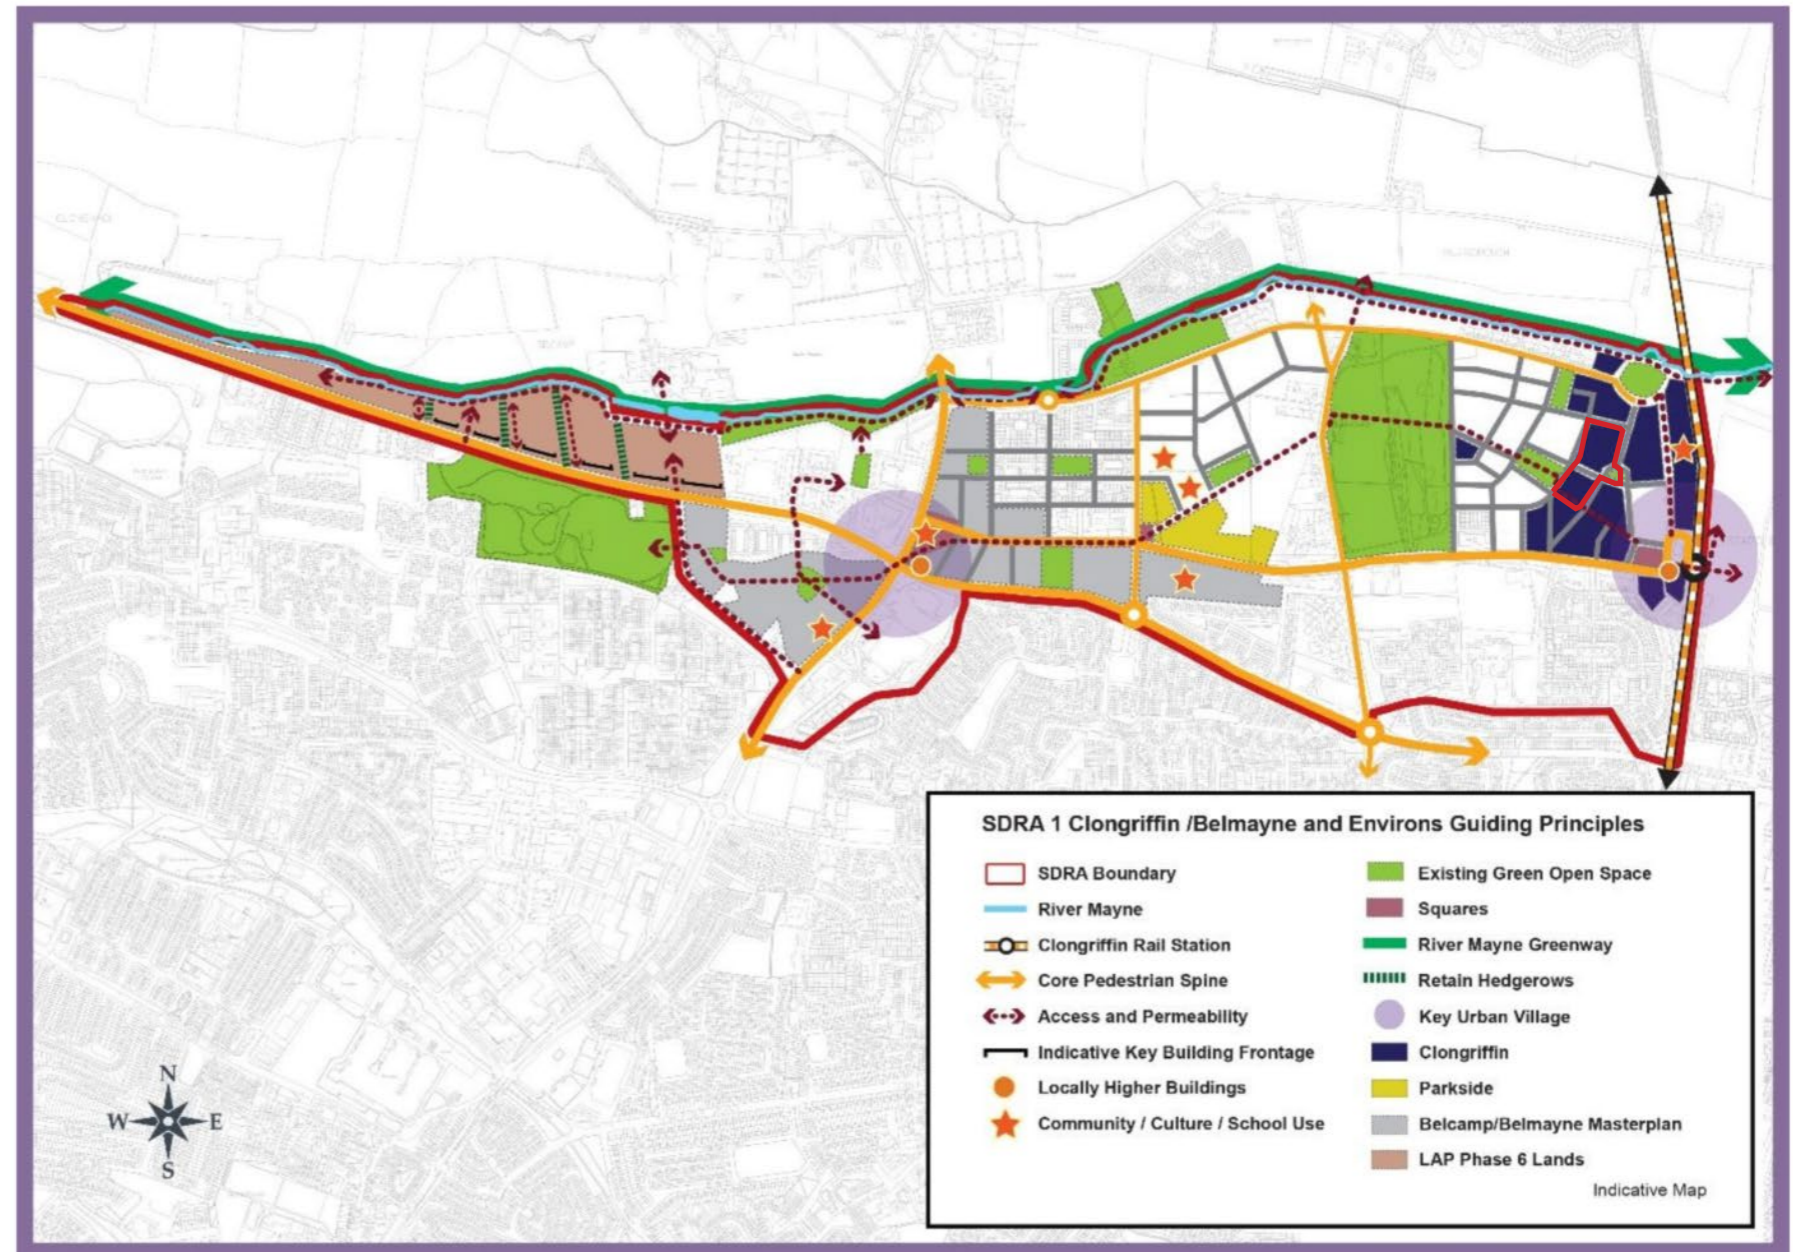 SDRA 1 Clongriffin /Belmayne and Environs Guiding Principles
SDRA Boundary
River Mayne
Clongriffin Rail Station
Core Pedestrian Spine
Access and Permeability
Indicative Key Building Frontage
Locally Higher Buildings
Community / Culture / School Use
Existing Green Open Space
Squares
River Mayne Greenway
Retain Hedgerows
Key Urban Village
Clongriffin
Parkside
Belcamp/Belmayne Masterplan
LAP Phase 6 Lands
Indicative Map
N
W E
S